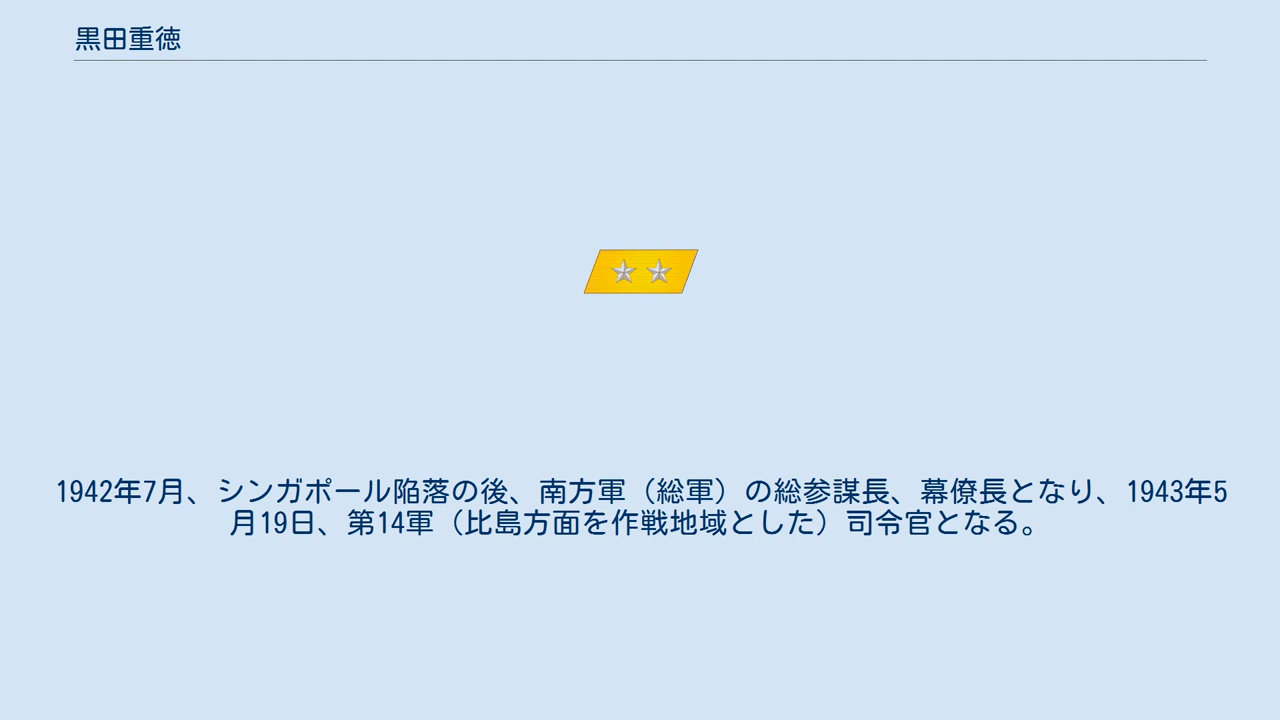 黒田重徳
1942年7月、シンガポール陥落の後、南方軍（総軍）の総参謀長、幕僚長となり、1943年5
月19日、第14軍（比島方面を作戦地域とした）司令官となる。